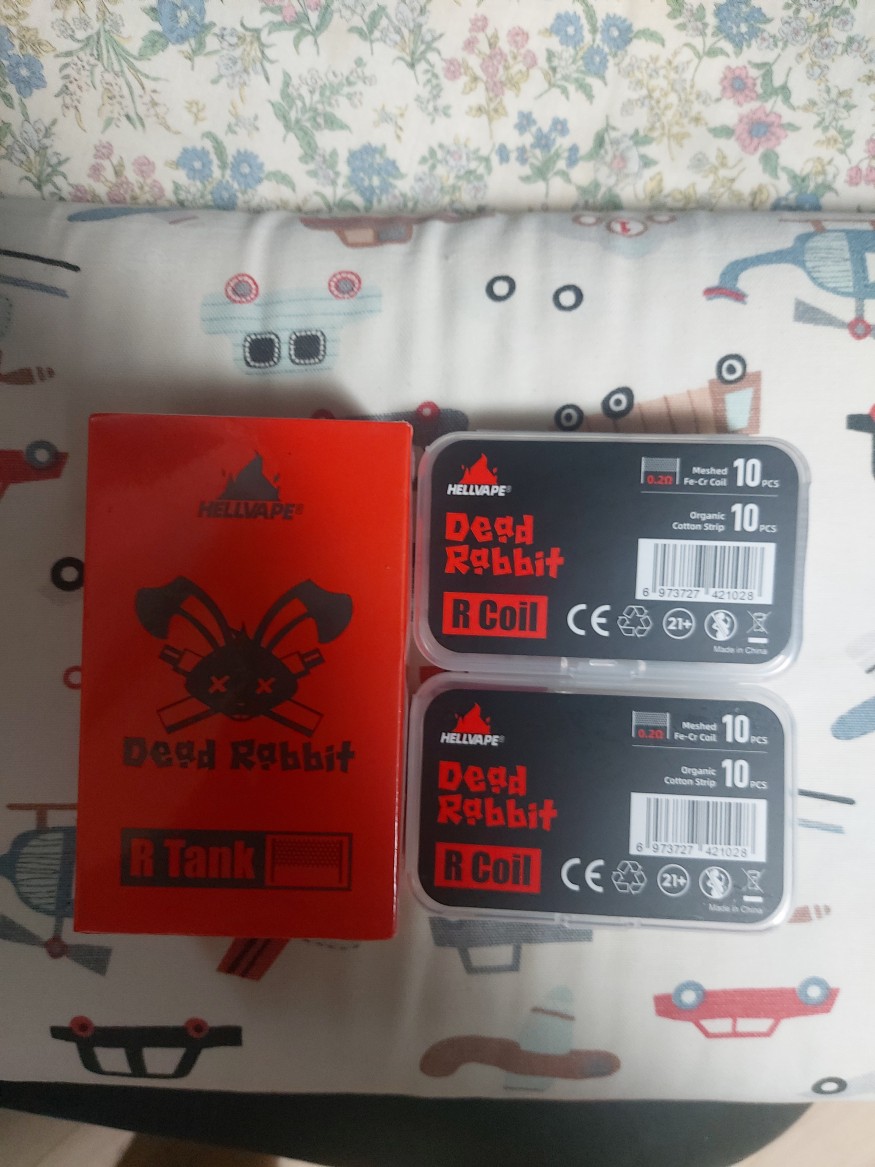 HELLVAPE®
Dead Rabbit
R Tank
HELLVAPE®
Dead
Rabbit
R Coil
0.2Ω
Meshed
Fe-Cr Coil
10 PCS
Organic
Cotton Strip
10 PCS
6 973727 421028
CE
21+
Made in China
HELLVAPE®
Dead
Rabbit
R Coil
0.2Ω
Meshed
Fe-Cr Coil
10 PCS
Organic
Cotton Strip
10 PCS
6 973727 421028
CE
21+
Made in China